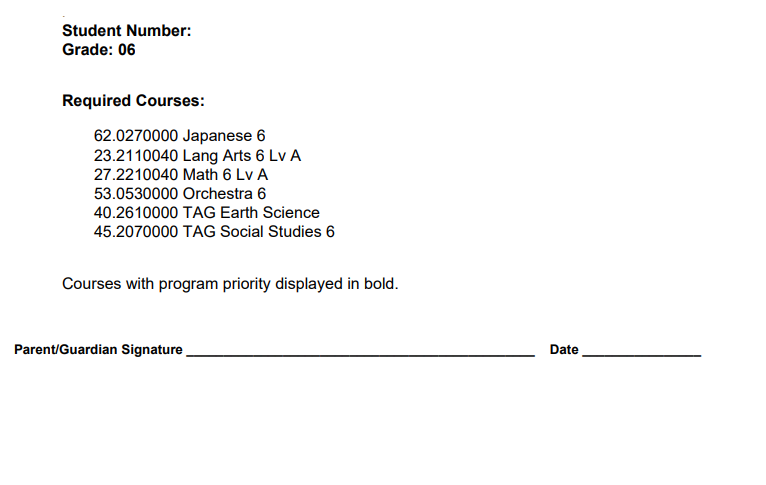 Student Number:
Grade: 06
Required Courses:
62.0270000 Japanese 6
23.2110040 Lang Arts 6 Lv A
27.2210040 Math 6 Lv A
53.0530000 Orchestra 6
40.2610000 TAG Earth Science
45.2070000 TAG Social Studies 6
Courses with program priority displayed in bold.
Parent/Guardian Signature _______________________________________________ Date ________________